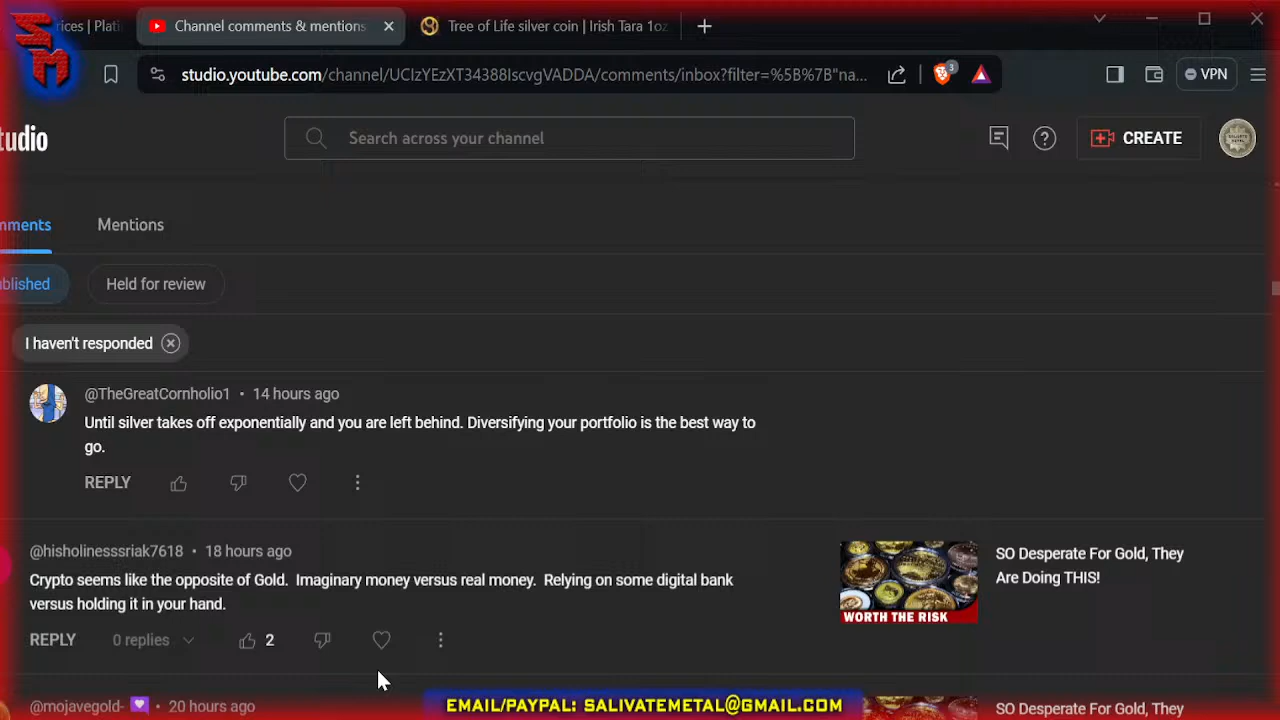 SM
rices | Plati
Channel comments & mentions
Tree of Life silver coin | Irish Tara 1oz
studio.youtube.com/channel/UCIzYEzXT34388IscvgVADDA/comments/inbox?filter=%5B%7B"na...
3
VPN
tudio
Search across your channel
CREATE
mments
Mentions
ublished
Held for review
I haven't responded
@TheGreatCornholio1 • 14 hours ago
Until silver takes off exponentially and you are left behind. Diversifying your portfolio is the best way to
go.
REPLY
@hisholinesssriak7618 • 18 hours ago
Crypto seems like the opposite of Gold. Imaginary money versus real money. Relying on some digital bank
versus holding it in your hand.
REPLY
0 replies
2
WORTH THE RISK
SO Desperate For Gold, They
Are Doing THIS!
@mojavegold- 20 hours ago
SO Desperate For Gold, They
EMAIL/PAYPAL: SALIVATEMETAL@GMAIL.COM